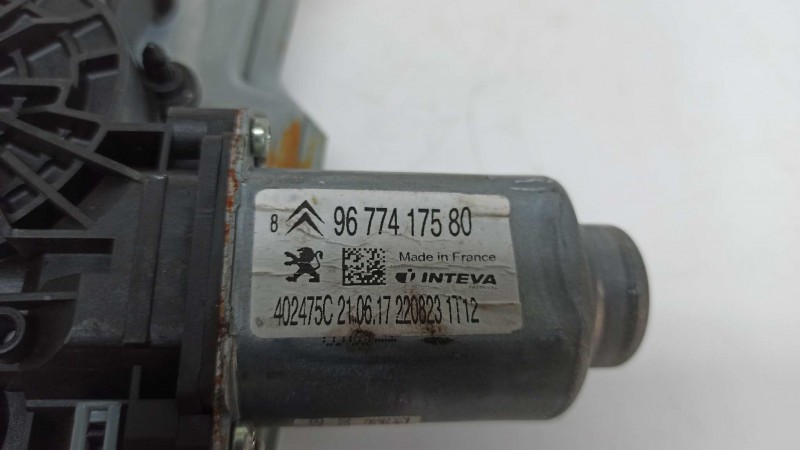 8 96 774 175 80
Made in France
INTEVA
402475C 21.06.17 220823 1T12